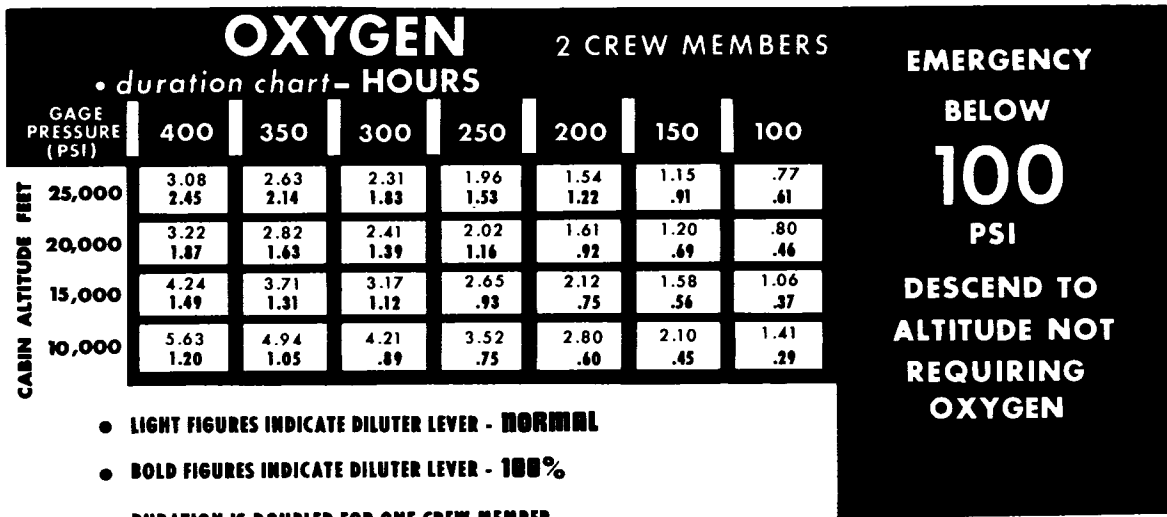 OXYGEN 2 CREW MEMBERS
• duration chart– HOURS
GAGE PRESSURE (PSI) 400 350 300 250 200 150 100
CABIN ALTITUDE FEET
25,000 3.08 2.63 2.31 1.96 1.54 1.15 .77
2.45 2.14 1.83 1.53 1.22 .91 .61
20,000 3.22 2.82 2.41 2.02 1.61 1.20 .80
1.87 1.63 1.39 1.16 .92 .69 .46
15,000 4.24 3.71 3.17 2.65 2.12 1.58 1.06
1.49 1.31 1.12 .93 .75 .56 .37
10,000 5.63 4.94 4.21 3.52 2.80 2.10 1.41
1.20 1.05 .89 .75 .60 .45 .29
• LIGHT FIGURES INDICATE DILUTER LEVER - NORMAL
• BOLD FIGURES INDICATE DILUTER LEVER - 100%
DURATION IS DOUBLED FOR ONE CREW MEMBER
EMERGENCY
BELOW
100
PSI
DESCEND TO
ALTITUDE NOT
REQUIRING
OXYGEN